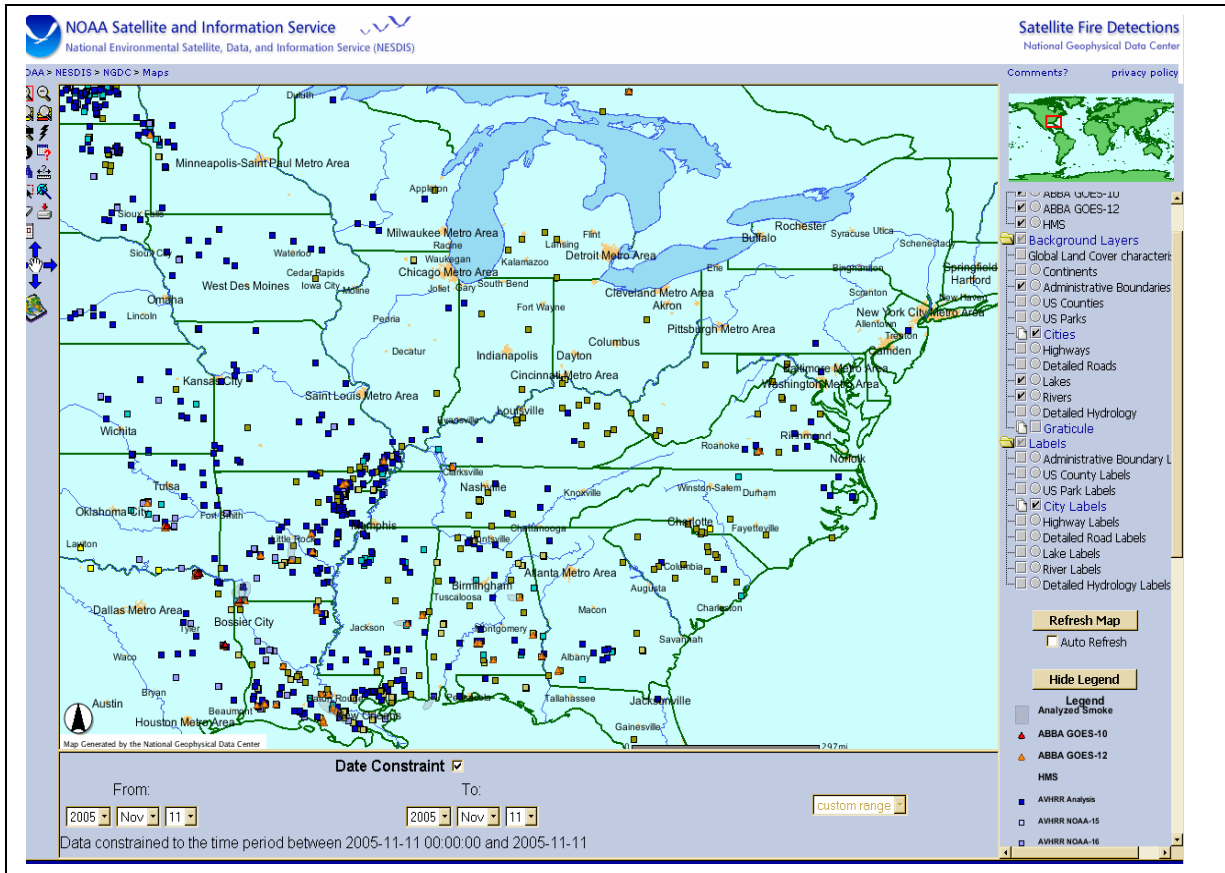 NOAA Satellite and Information Service
National Environmental Satellite, Data, and Information Service (NESDIS)
Satellite Fire Detections
National Geophysical Data Center
OAA > NESDIS > NGDC > Maps
Comments? privacy policy
Duluth
Minneapolis-Saint Paul Metro Area
Appleton
Sioux Falls
Milwaukee Metro Area
Racine
Waukegan
Lansing
Flint
Kalamazoo
Detroit Metro Area
Buffalo
Rochester
Syracuse
Utica
Schenectady
Sioux City
Waterloo
Cedar Rapids
Chicago Metro Area
Erie
Binghamton
Springfield
Hartford
West Des Moines
Iowa City
Moline
Joliet
Gary
South Bend
Cleveland Metro Area
Akron
Scranton
New Haven
Omaha
Lincoln
Peoria
Fort Wayne
New York City Metro Area
Allentown
Trenton
Pittsburgh Metro Area
Columbus
Decatur
Indianapolis
Dayton
Camden
Kansas City
Cincinnati Metro Area
Baltimore Metro Area
Washington Metro Area
Saint Louis Metro Area
Louisville
Evansville
Wichita
Richmond
Roanoke
Norfolk
Clarksville
Tulsa
Nashville
Knoxville
Winston-Salem
Durham
Oklahoma City
Fort Smith
Memphis
Chattanooga
Charlotte
Fayetteville
Lawton
Little Rock
Huntsville
Columbia
Atlanta Metro Area
Birmingham
Tuscaloosa
Augusta
Dallas Metro Area
Macon
Charleston
Tyler
Bossier City
Jackson
Montgomery
Savannah
Waco
Albany
Bryan
Austin
Beaumont
Baton Rouge
Pensacola
Tallahassee
Jacksonville
Houston Metro Area
New Orleans
Gainesville
Map Generated by the National Geophysical Data Center
0 297mi
ABBA GOES-10
ABBA GOES-12
HMS
Background Layers
Global Land Cover characteris
Continents
Administrative Boundaries
US Counties
US Parks
Cities
Highways
Detailed Roads
Lakes
Rivers
Detailed Hydrology
Graticule
Labels
Administrative Boundary L
US County Labels
US Park Labels
City Labels
Highway Labels
Detailed Road Labels
Lake Labels
River Labels
Detailed Hydrology Labels
Refresh Map
Auto Refresh
Hide Legend
Legend
Analyzed Smoke
ABBA GOES-10
ABBA GOES-12
HMS
AVHRR Analysis
AVHRR NOAA-15
AVHRR NOAA-16
Date Constraint
From: To:
2005 Nov 11 2005 Nov 11 custom range
Data constrained to the time period between 2005-11-11 00:00:00 and 2005-11-11